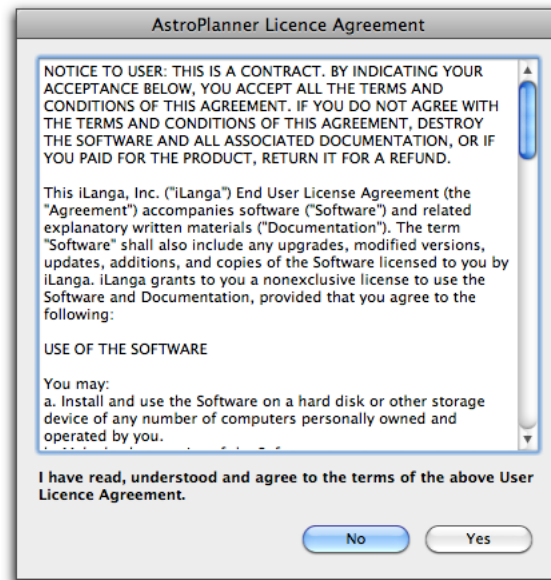 AstroPlanner Licence Agreement
NOTICE TO USER: THIS IS A CONTRACT. BY INDICATING YOUR
ACCEPTANCE BELOW, YOU ACCEPT ALL THE TERMS AND
CONDITIONS OF THIS AGREEMENT. IF YOU DO NOT AGREE WITH
THE TERMS AND CONDITIONS OF THIS AGREEMENT, DESTROY
THE SOFTWARE AND ALL ASSOCIATED DOCUMENTATION, OR IF
YOU PAID FOR THE PRODUCT, RETURN IT FOR A REFUND.
This iLanga, Inc. ("iLanga") End User License Agreement (the
"Agreement") accompanies software ("Software") and related
explanatory written materials ("Documentation"). The term
"Software" shall also include any upgrades, modified versions,
updates, additions, and copies of the Software licensed to you by
iLanga. iLanga grants to you a nonexclusive license to use the
Software and Documentation, provided that you agree to the
following:
USE OF THE SOFTWARE
You may:
a. Install and use the Software on a hard disk or other storage
device of any number of computers personally owned and
operated by you.
I have read, understood and agree to the terms of the above User
Licence Agreement.
No
Yes